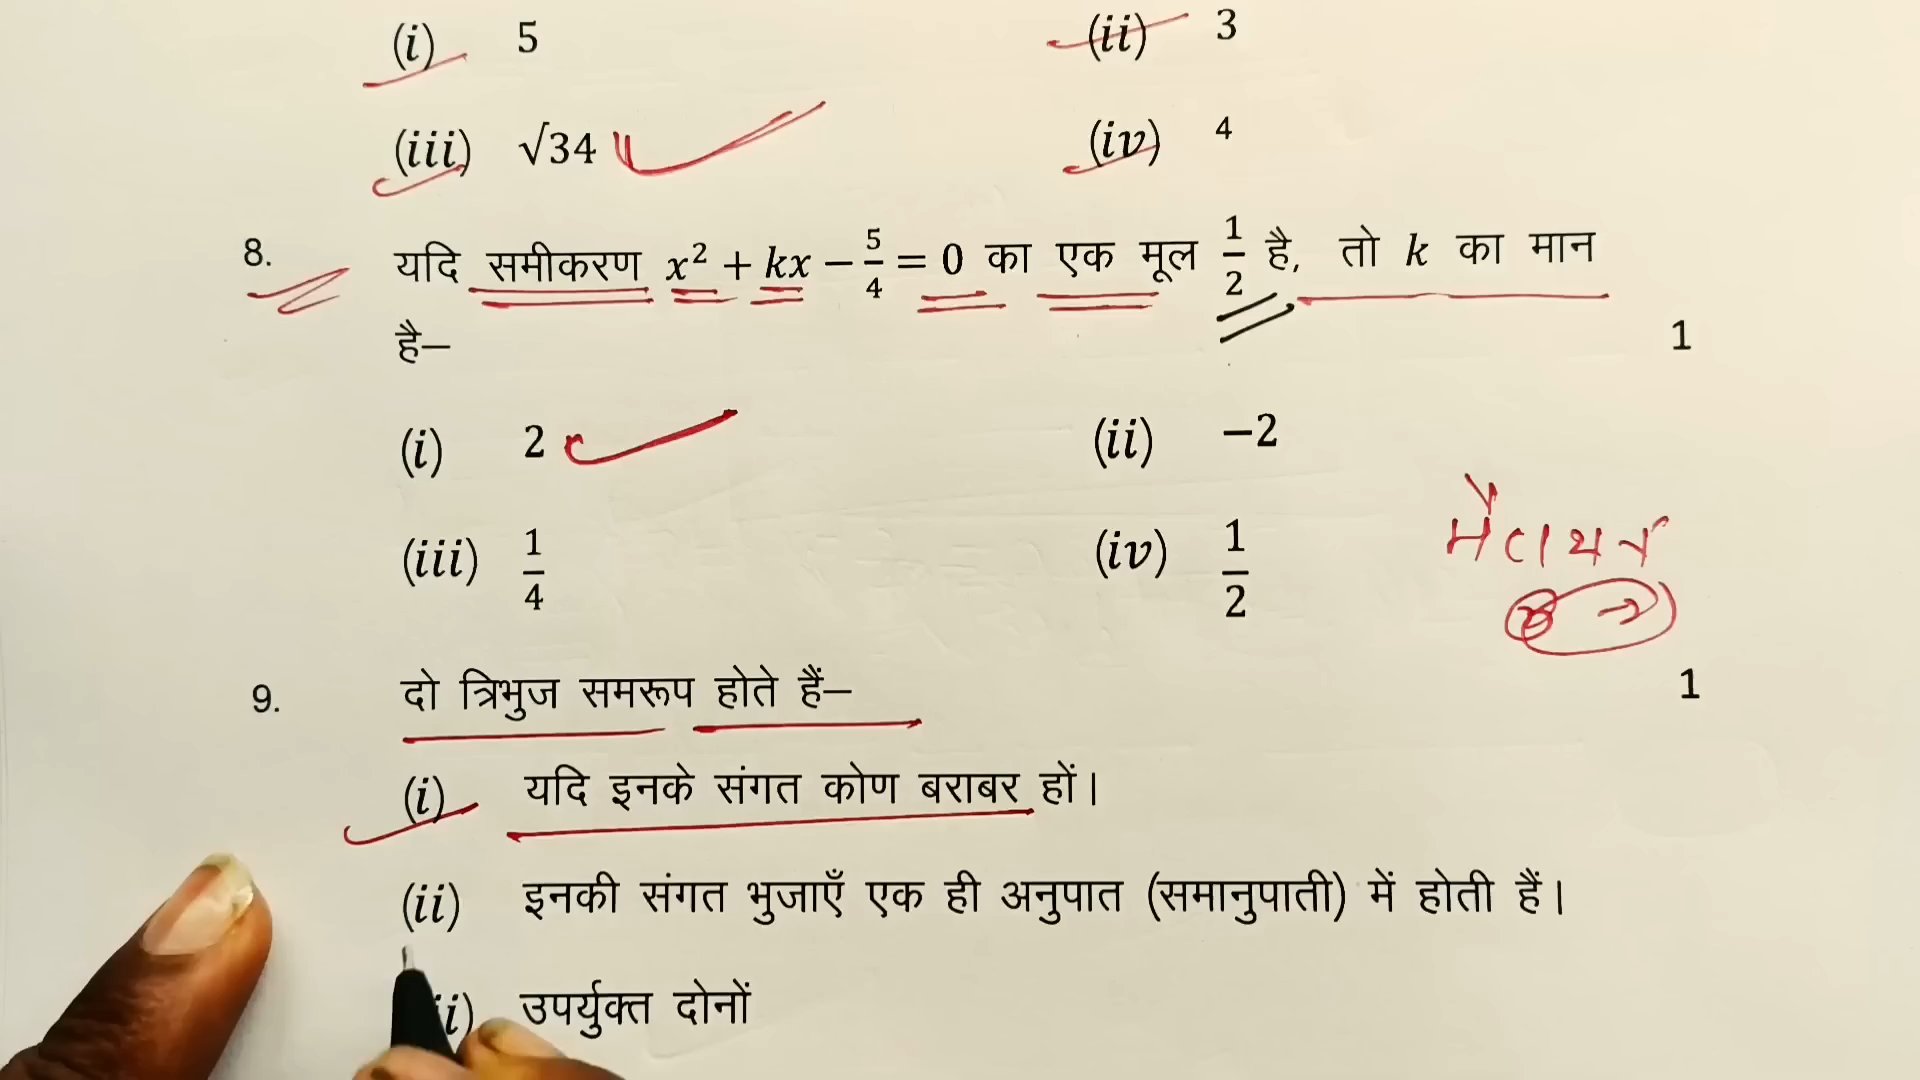 (i) 5 (ii) 3
(iii) √34 (iv) 4
8. यदि समीकरण x² + kx − 5/4 = 0 का एक मूल 1/2 है, तो k का मान
है– 1
(i) 2 (ii) −2
(iii) 1/4 (iv) 1/2
9. दो त्रिभुज समरूप होते हैं– 1
(i) यदि इनके संगत कोण बराबर हों।
(ii) इनकी संगत भुजाएँ एक ही अनुपात (समानुपाती) में होती हैं।
उपर्युक्त दोनों